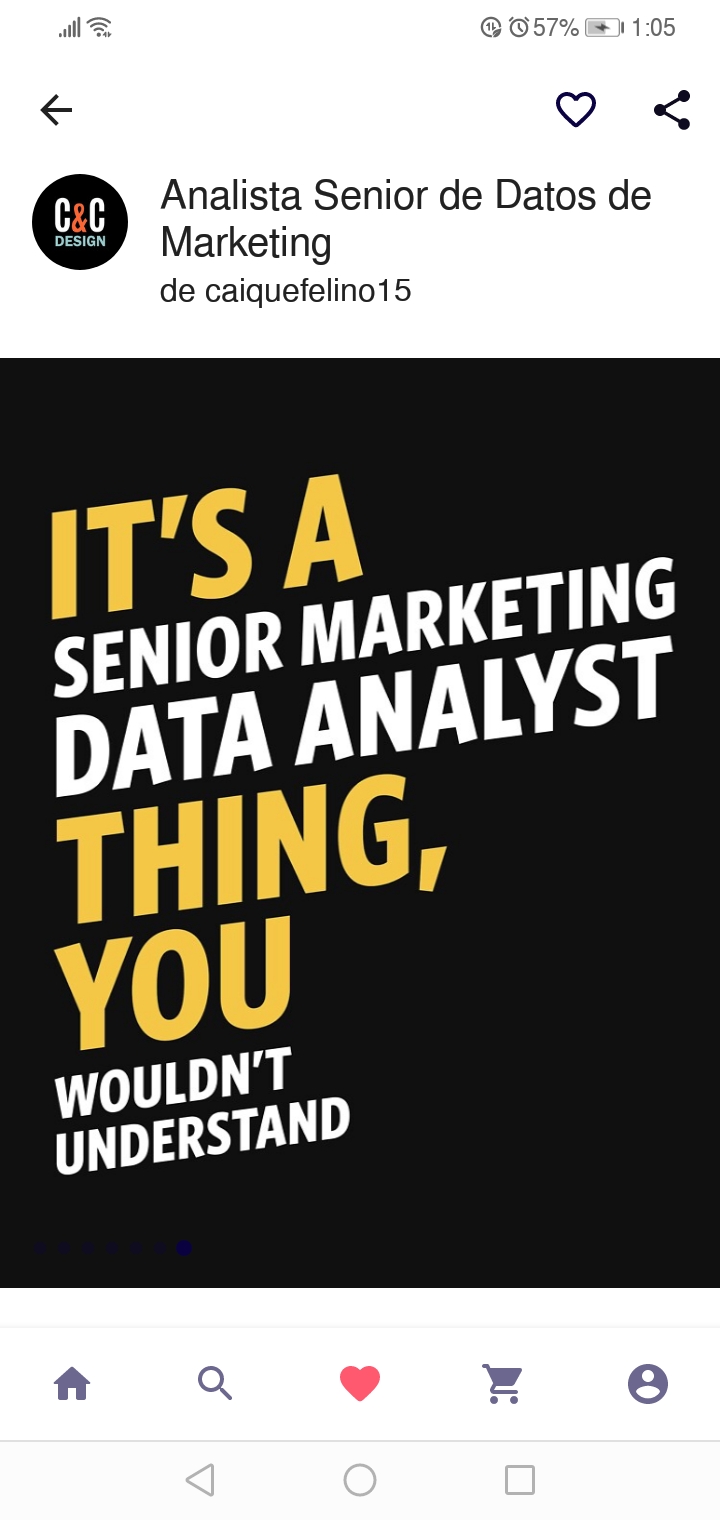 57% 1:05
C&C
DESIGN
Analista Senior de Datos de
Marketing
de caiquefelino15
IT'S A
SENIOR MARKETING
DATA ANALYST
THING,
YOU
WOULDN'T
UNDERSTAND